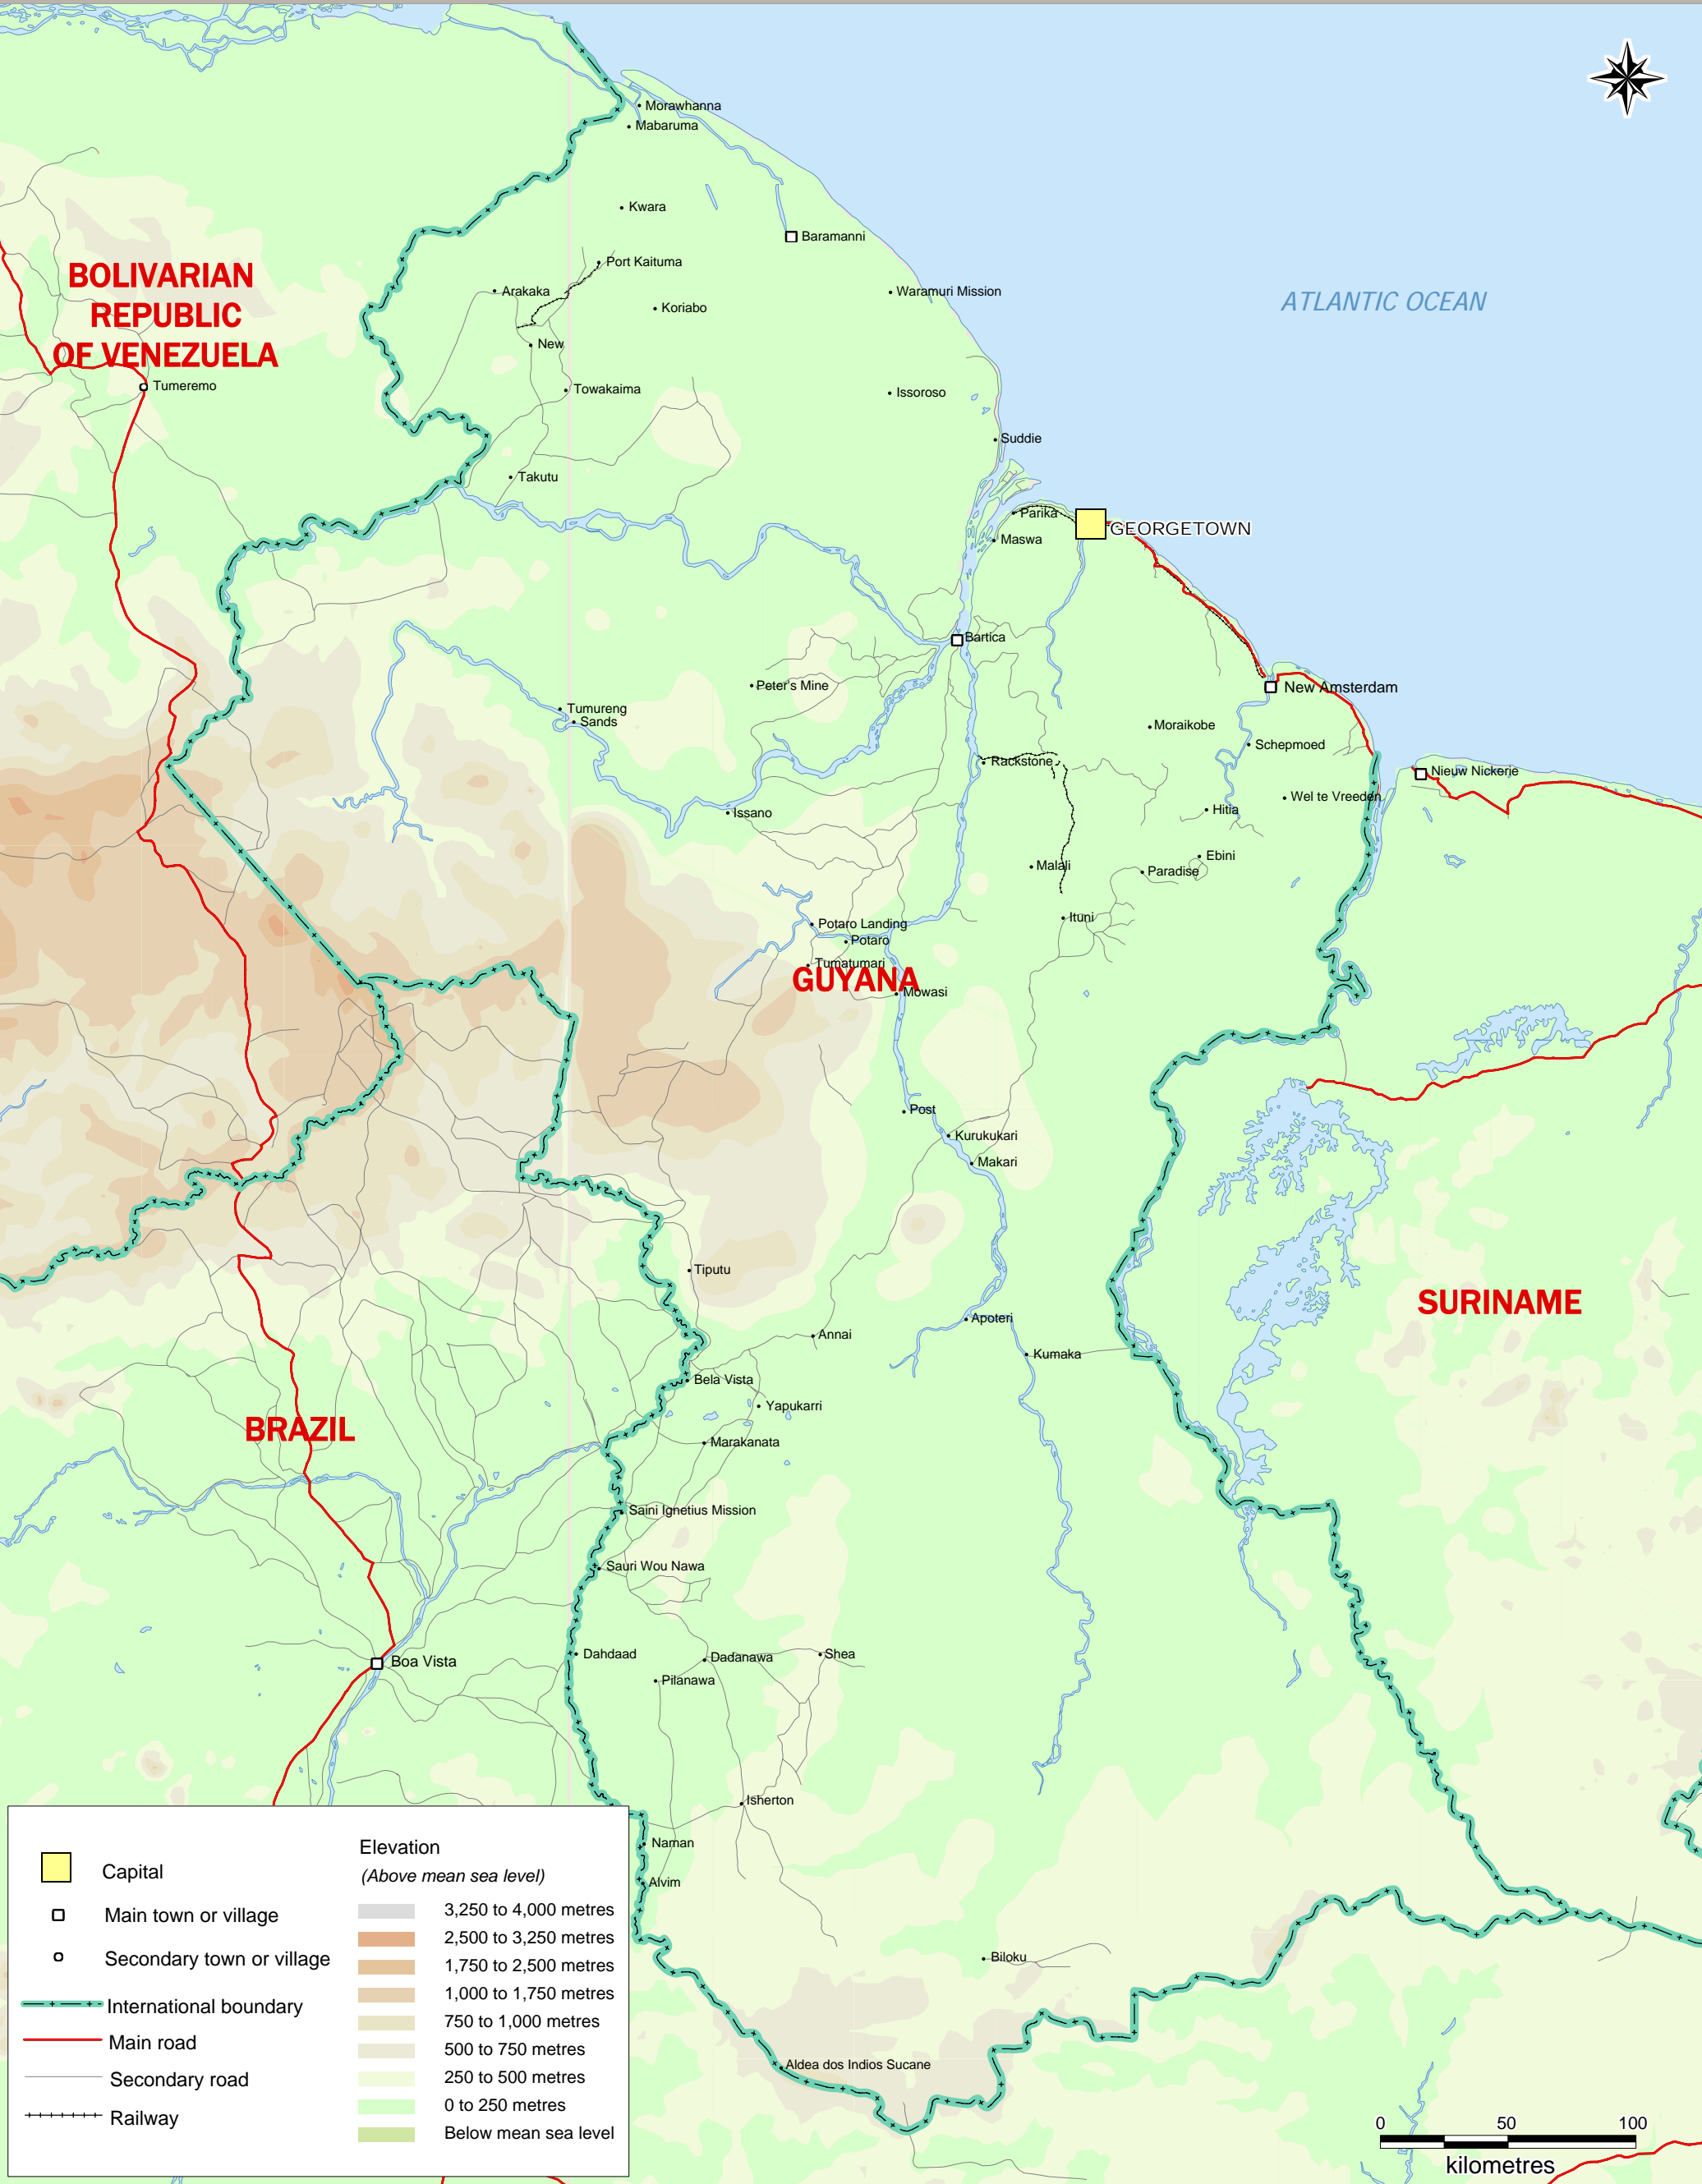 Morawhanna
Mabaruma
Kwara
Baramanni
Port Kaituma
BOLIVARIAN
REPUBLIC
OF VENEZUELA
Arakaka
Waramuri Mission
ATLANTIC OCEAN
Koriabo
New
Tumeremo
Towakaima
Issoroso
Suddie
Takutu
Parika
GEORGETOWN
Maswa
Bartica
Peter's Mine
New Amsterdam
Tumureng
Sands
Moraikobe
Schepmoed
Rackstone
Nieuw Nickerie
Wel te Vreeden
Issano
Hitia
Ebini
Malali
Paradise
Ituni
Potaro Landing
Potaro
Tumatumari
GUYANA
Mowasi
Post
Kurukukari
Makari
Tiputu
SURINAME
Apoteri
Annai
Kumaka
Bela Vista
Yapukarri
BRAZIL
Marakanata
Saini Ignetius Mission
Sauri Wou Nawa
Dahdaad
Dadanawa
Shea
Boa Vista
Pilanawa
Isherton
Naman
Alvim
Biloku
Aldea dos Indios Sucane
Capital
Main town or village
Secondary town or village
International boundary
Main road
Secondary road
Railway
Elevation
(Above mean sea level)
3,250 to 4,000 metres
2,500 to 3,250 metres
1,750 to 2,500 metres
1,000 to 1,750 metres
750 to 1,000 metres
500 to 750 metres
250 to 500 metres
0 to 250 metres
Below mean sea level
0 50 100
kilometres